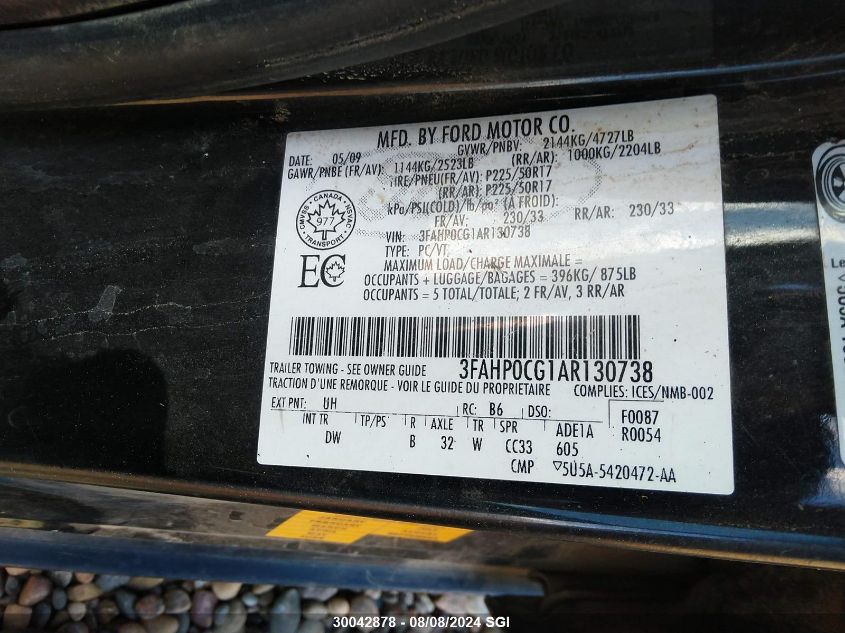 MFD. BY FORD MOTOR CO.
DATE: 05/09 GVWR/PNBV: 2144KG/4727LB
GAWR/PNBE (FR/AV): 1144KG/2523LB (RR/AR): 1000KG/2204LB
TIRE/PNEU(FR/AV): P225/50R17
(RR/AR): P225/50R17
kPa/PSI(COLD)/lb/po² (À FROID):
FR/AV: 230/33 RR/AR: 230/33
VIN: 3FAHP0CG1AR130738
TYPE: PC/VT
MAXIMUM LOAD/CHARGE MAXIMALE =
OCCUPANTS + LUGGAGE/BAGAGES = 396KG/ 875LB
OCCUPANTS = 5 TOTAL/TOTALE; 2 FR/AV, 3 RR/AR
CANADA
CMVSS NSVAC
977
TRANSPORT
EC
3FAHP0CG1AR130738
TRAILER TOWING - SEE OWNER GUIDE
TRACTION D'UNE REMORQUE - VOIR LE GUIDE DU PROPRIETAIRE COMPLIES: ICES/NMB-002
EXT PNT: UH RC: B6 DSO: F0087
INT TR TP/PS R AXLE TR SPR ADE1A R0054
DW B 32 W CC33 605
CMP ▽5U5A-5420472-AA
30042878 - 08/08/2024 SGI